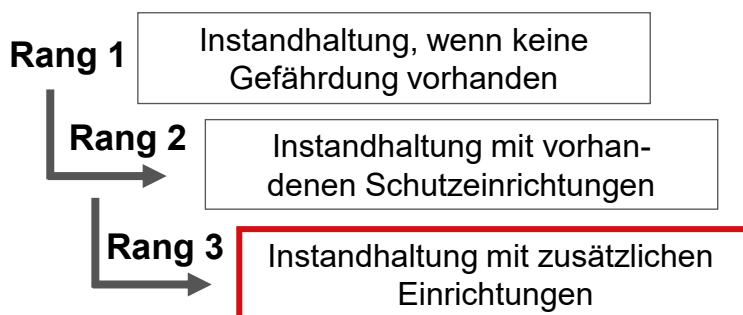 Rang 1
Instandhaltung, wenn keine
Gefährdung vorhanden
Rang 2
Instandhaltung mit vorhan-
denen Schutzeinrichtungen
Rang 3
Instandhaltung mit zusätzlichen
Einrichtungen